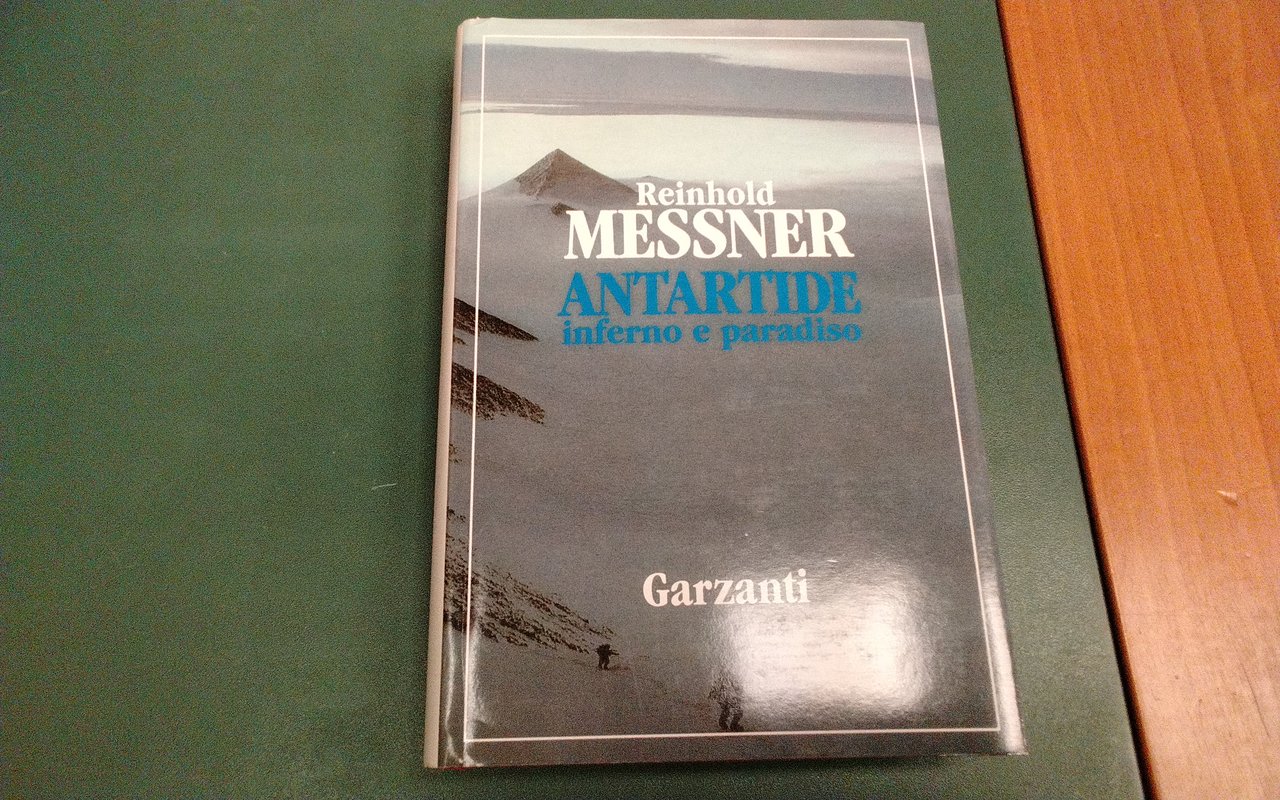 Reinhold
MESSNER
ANTARTIDE
inferno e paradiso
Garzanti